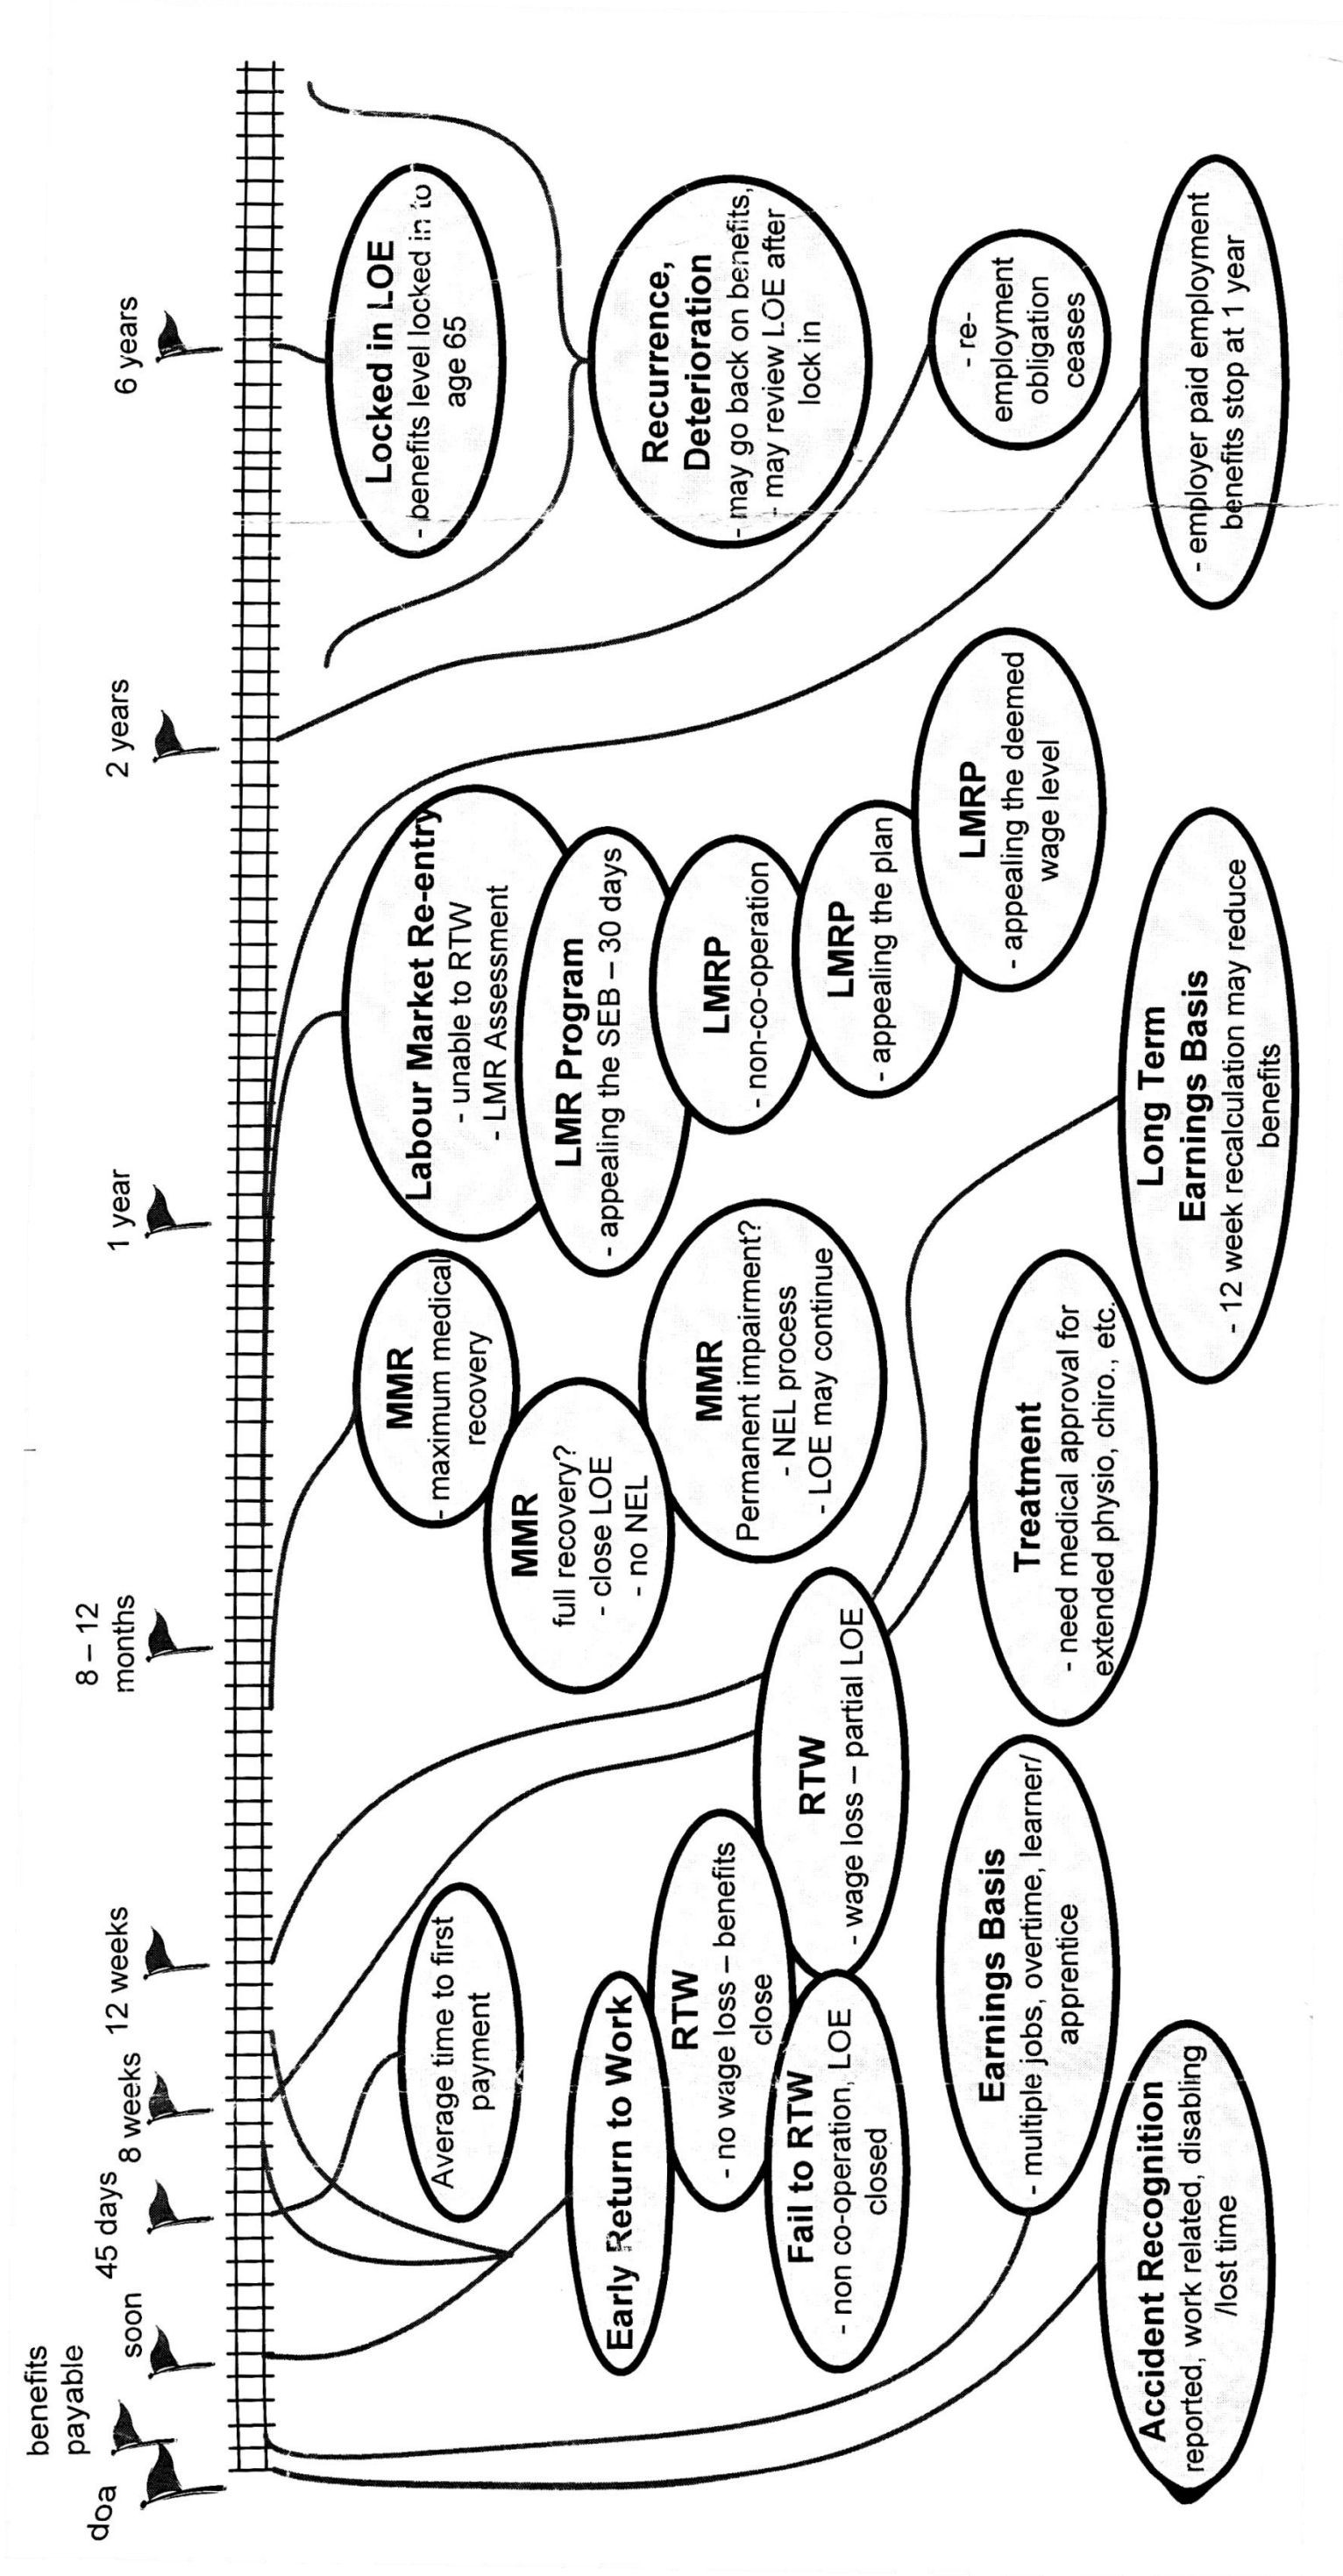 doa
benefits
payable
soon
45 days
8 weeks
12 weeks
8 – 12
months
1 year
2 years
6 years
Accident Recognition
reported, work related, disabling
/lost time
Earnings Basis
- multiple jobs, overtime, learner/
apprentice
Early Return to Work
RTW
- no wage loss – benefits
close
Fail to RTW
- non co-operation, LOE
closed
RTW
- wage loss – partial LOE
Average time to first
payment
Treatment
- need medical approval for
extended physio, chiro., etc.
Long Term
Earnings Basis
- 12 week recalculation may reduce
benefits
MMR
- maximum medical
recovery
MMR
full recovery?
- close LOE
- no NEL
MMR
Permanent impairment?
- NEL process
- LOE may continue
Labour Market Re-entry
- unable to RTW
- LMR Assessment
LMR Program
- appealing the SEB – 30 days
LMRP
- non-co-operation
LMRP
- appealing the plan
LMRP
- appealing the deemed
wage level
Locked in LOE
- benefits level locked in to
age 65
Recurrence,
Deterioration
- may go back on benefits,
- may review LOE after
lock in
- re-
employment
obligation
ceases
- employer paid employment
benefits stop at 1 year